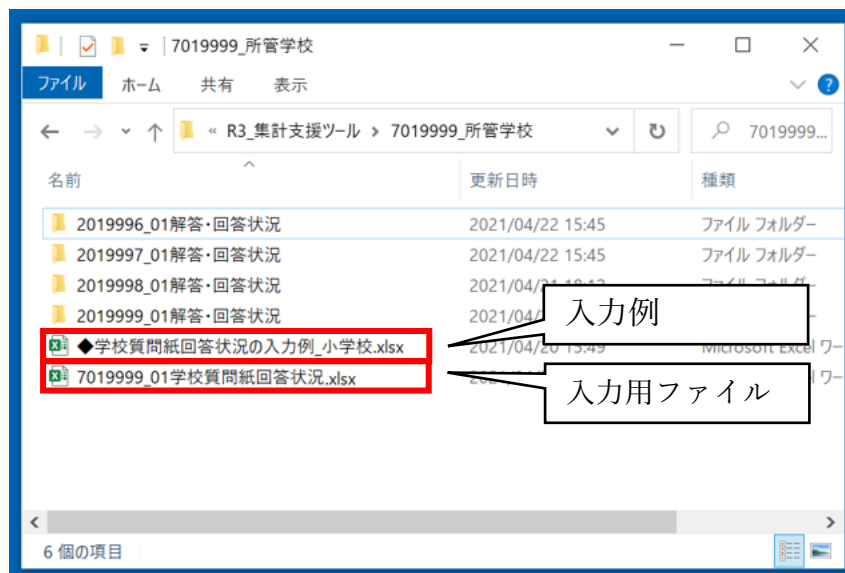 7019999_所管学校
ファイル ホーム 共有 表示
« R3_集計支援ツール › 7019999_所管学校 7019999...
名前 更新日時 種類
2019996_01解答・回答状況 2021/04/22 15:45 ファイル フォルダー
2019997_01解答・回答状況 2021/04/22 15:45 ファイル フォルダー
2019998_01解答・回答状況
2019999_01解答・回答状況
入力例
◆学校質問紙回答状況の入力例_小学校.xlsx 2021/04/20 15:49 Microsoft Excel ワー
7019999_01学校質問紙回答状況.xlsx
入力用ファイル
6 個の項目